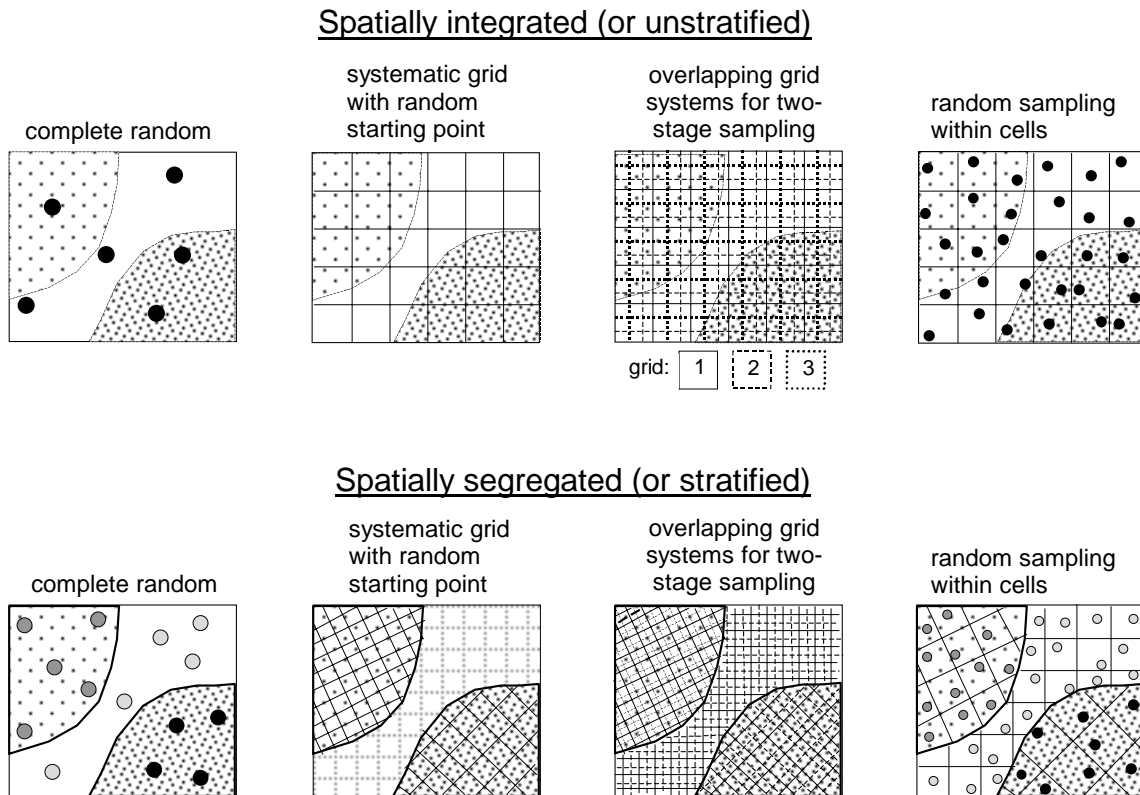 Spatially integrated (or unstratified)
complete random
systematic grid
with random
starting point
overlapping grid
systems for two-
stage sampling
random sampling
within cells
grid: 1 2 3
Spatially segregated (or stratified)
complete random
systematic grid
with random
starting point
overlapping grid
systems for two-
stage sampling
random sampling
within cells